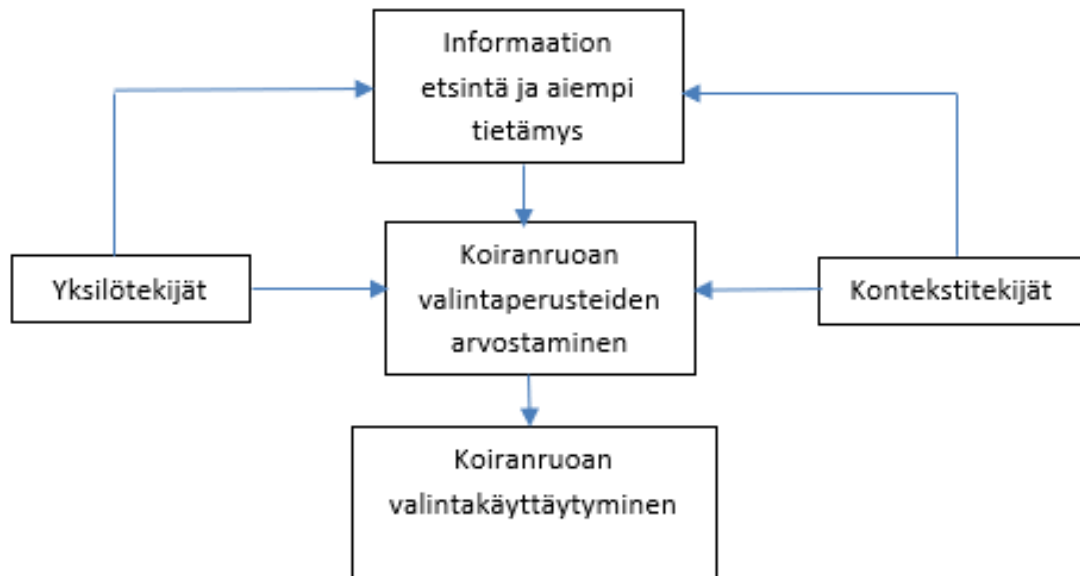 Informaation
etsintä ja aiempi
tietämys
Yksilötekijät
Koiranruoan
valintaperusteiden
arvostaminen
Kontekstitekijät
Koiranruoan
valintakäyttäytyminen